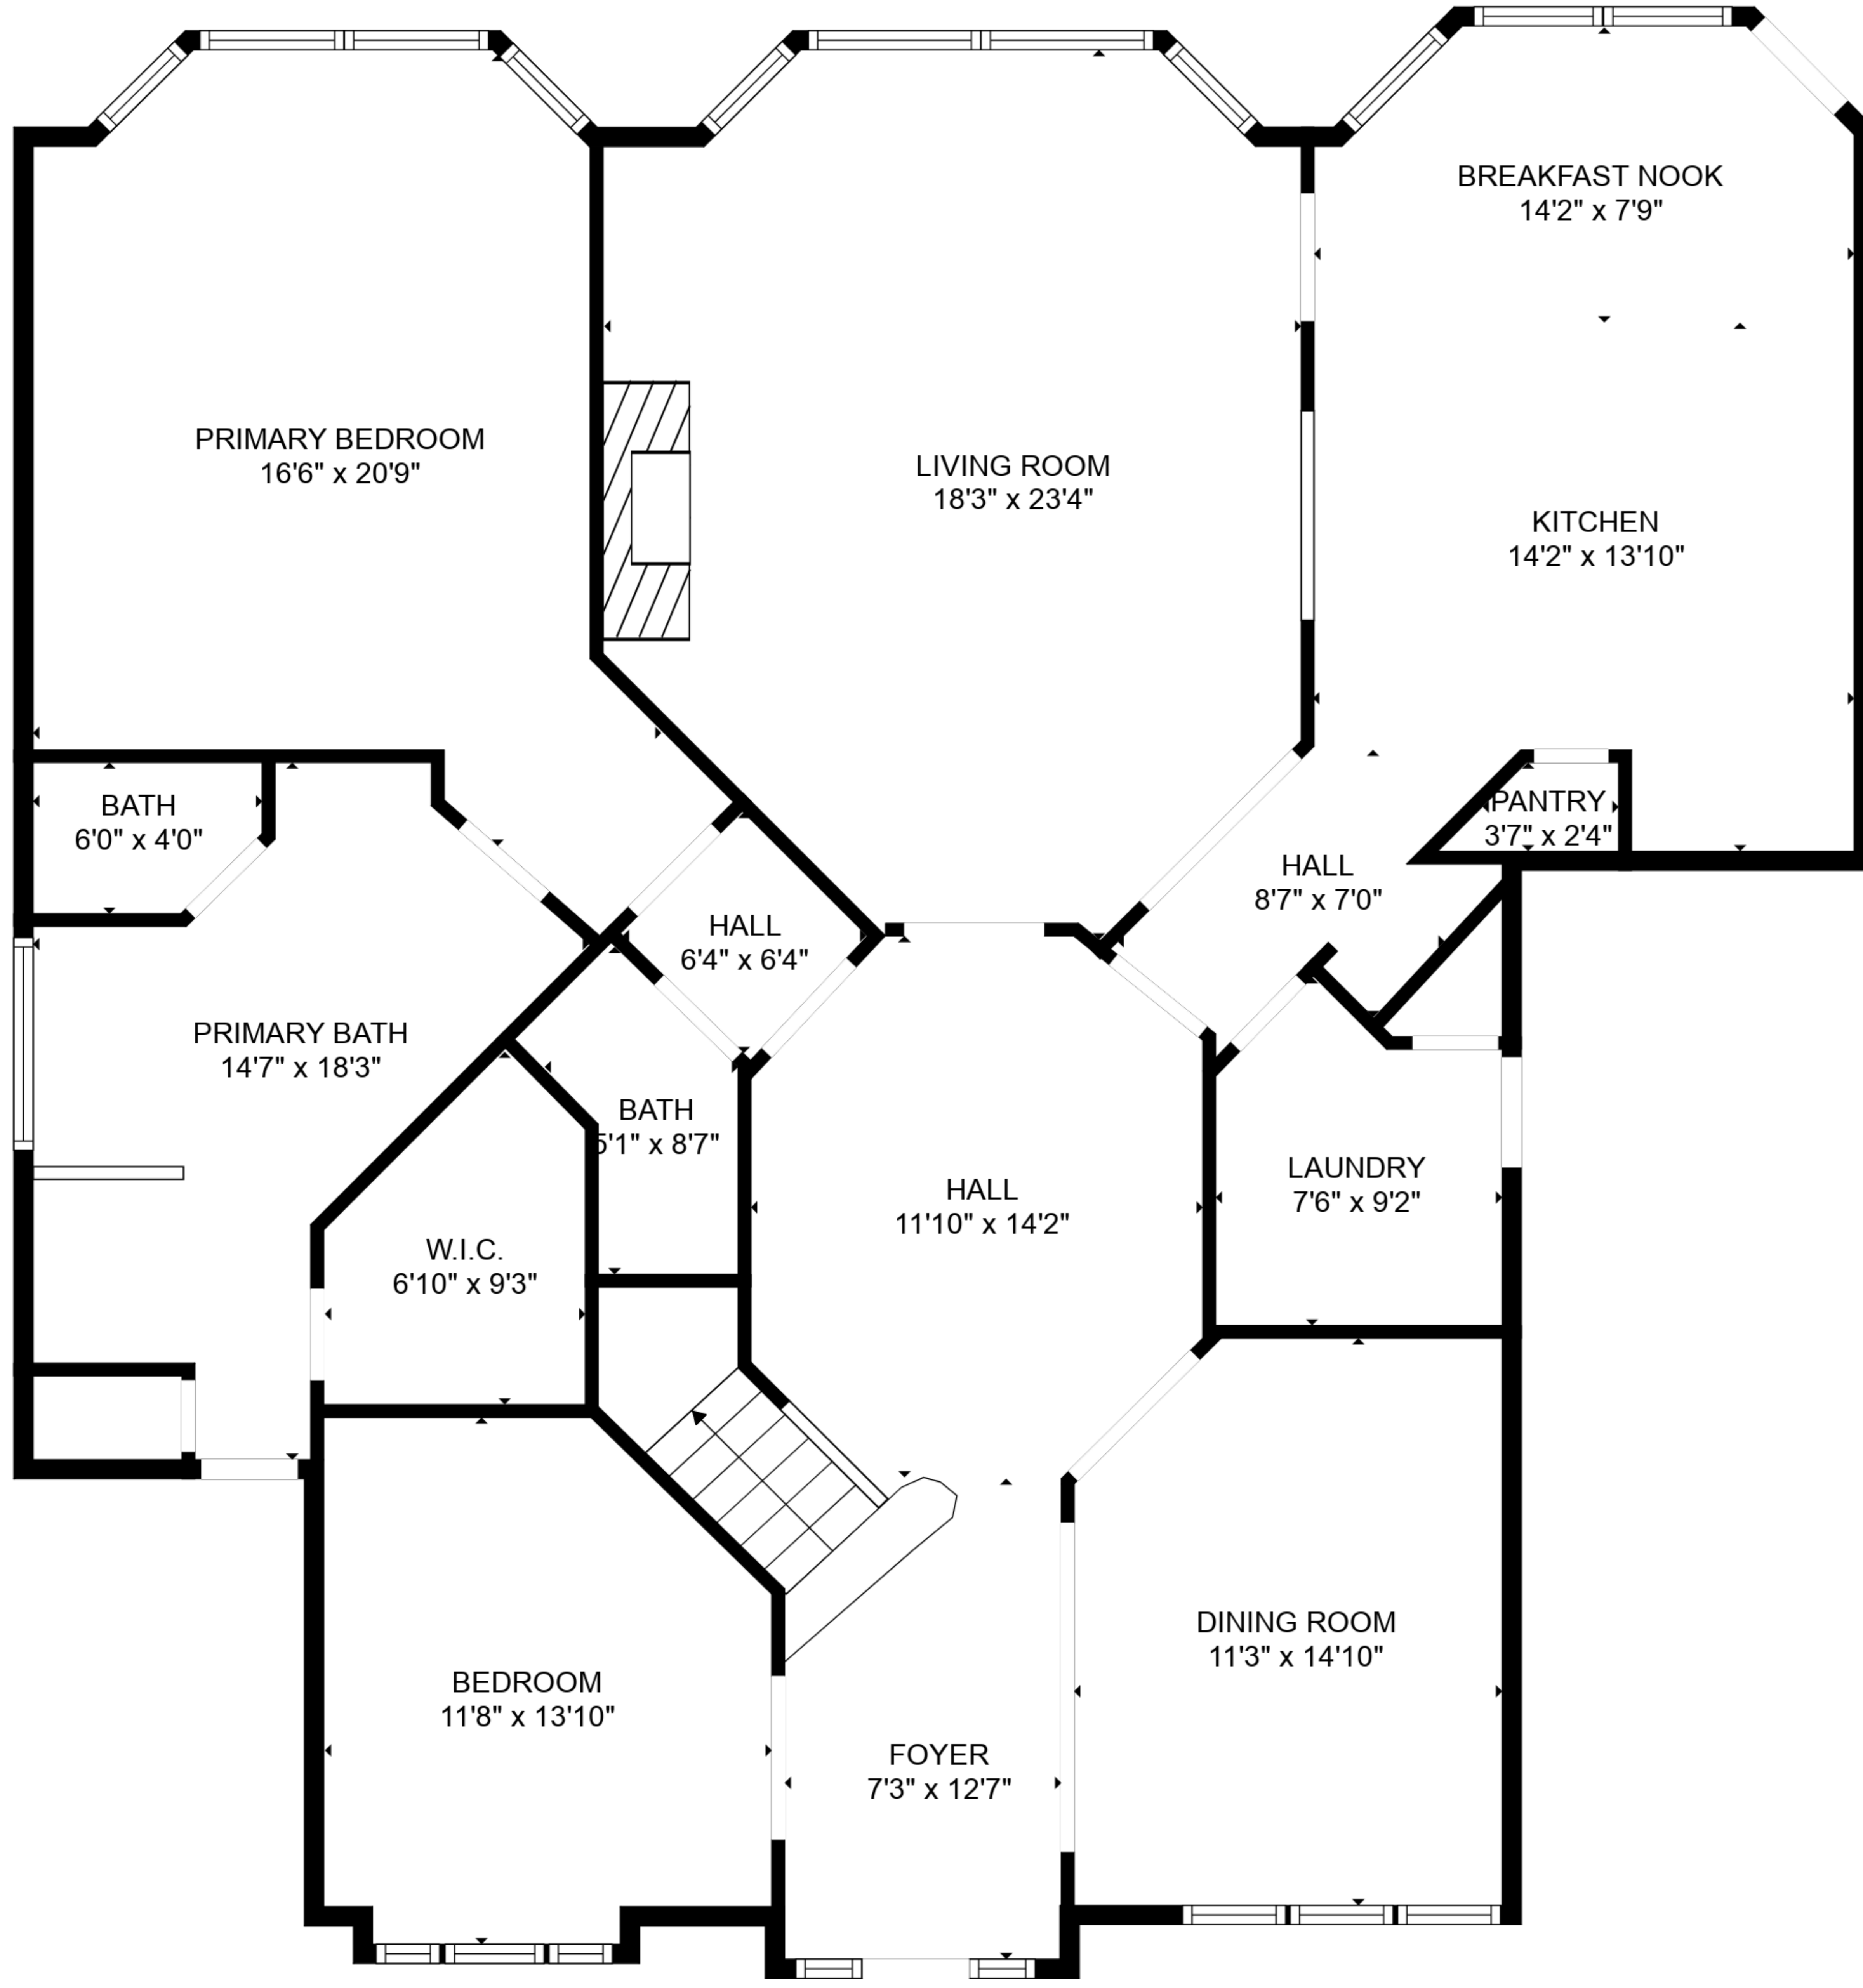 BREAKFAST NOOK
14'2" x 7'9"
PRIMARY BEDROOM
16'6" x 20'9"
LIVING ROOM
18'3" x 23'4"
KITCHEN
14'2" x 13'10"
BATH
6'0" x 4'0"
PANTRY
3'7" x 2'4"
HALL
8'7" x 7'0"
HALL
6'4" x 6'4"
PRIMARY BATH
14'7" x 18'3"
BATH
5'1" x 8'7"
LAUNDRY
7'6" x 9'2"
HALL
11'10" x 14'2"
W.I.C.
6'10" x 9'3"
DINING ROOM
11'3" x 14'10"
BEDROOM
11'8" x 13'10"
FOYER
7'3" x 12'7"